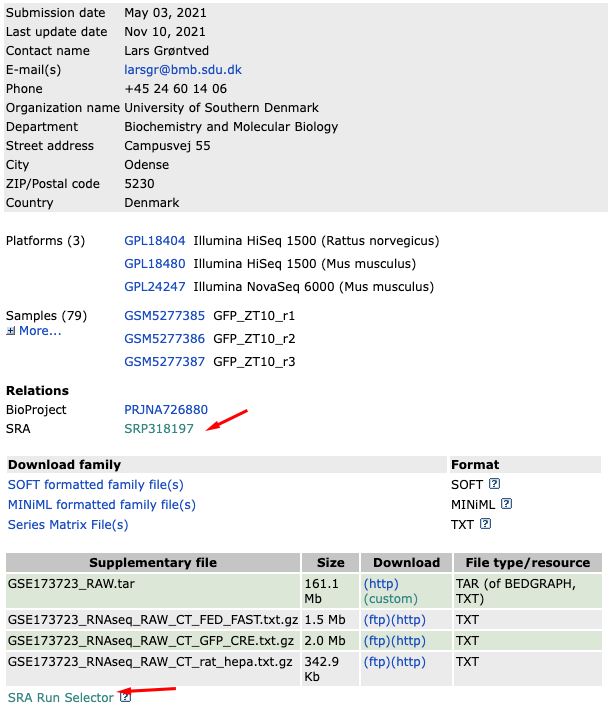 Submission date May 03, 2021
Last update date Nov 10, 2021
Contact name Lars Grøntved
E-mail(s) larsgr@bmb.sdu.dk
Phone +45 24 60 14 06
Organization name University of Southern Denmark
Department Biochemistry and Molecular Biology
Street address Campusvej 55
City Odense
ZIP/Postal code 5230
Country Denmark
Platforms (3) GPL18404 Illumina HiSeq 1500 (Rattus norvegicus)
GPL18480 Illumina HiSeq 1500 (Mus musculus)
GPL24247 Illumina NovaSeq 6000 (Mus musculus)
Samples (79) GSM5277385 GFP_ZT10_r1
More... GSM5277386 GFP_ZT10_r2
GSM5277387 GFP_ZT10_r3
Relations
BioProject PRJNA726880
SRA SRP318197
Download family Format
SOFT formatted family file(s) SOFT ?
MINiML formatted family file(s) MINiML ?
Series Matrix File(s) TXT ?
Supplementary file Size Download File type/resource
GSE173723_RAW.tar 161.1 (http) TAR (of BEDGRAPH,
Mb (custom) TXT)
GSE173723_RNAseq_RAW_CT_FED_FAST.txt.gz 1.5 Mb (ftp)(http) TXT
GSE173723_RNAseq_RAW_CT_GFP_CRE.txt.gz 2.0 Mb (ftp)(http) TXT
GSE173723_RNAseq_RAW_CT_rat_hepa.txt.gz 342.9 (ftp)(http) TXT
Kb
SRA Run Selector ?